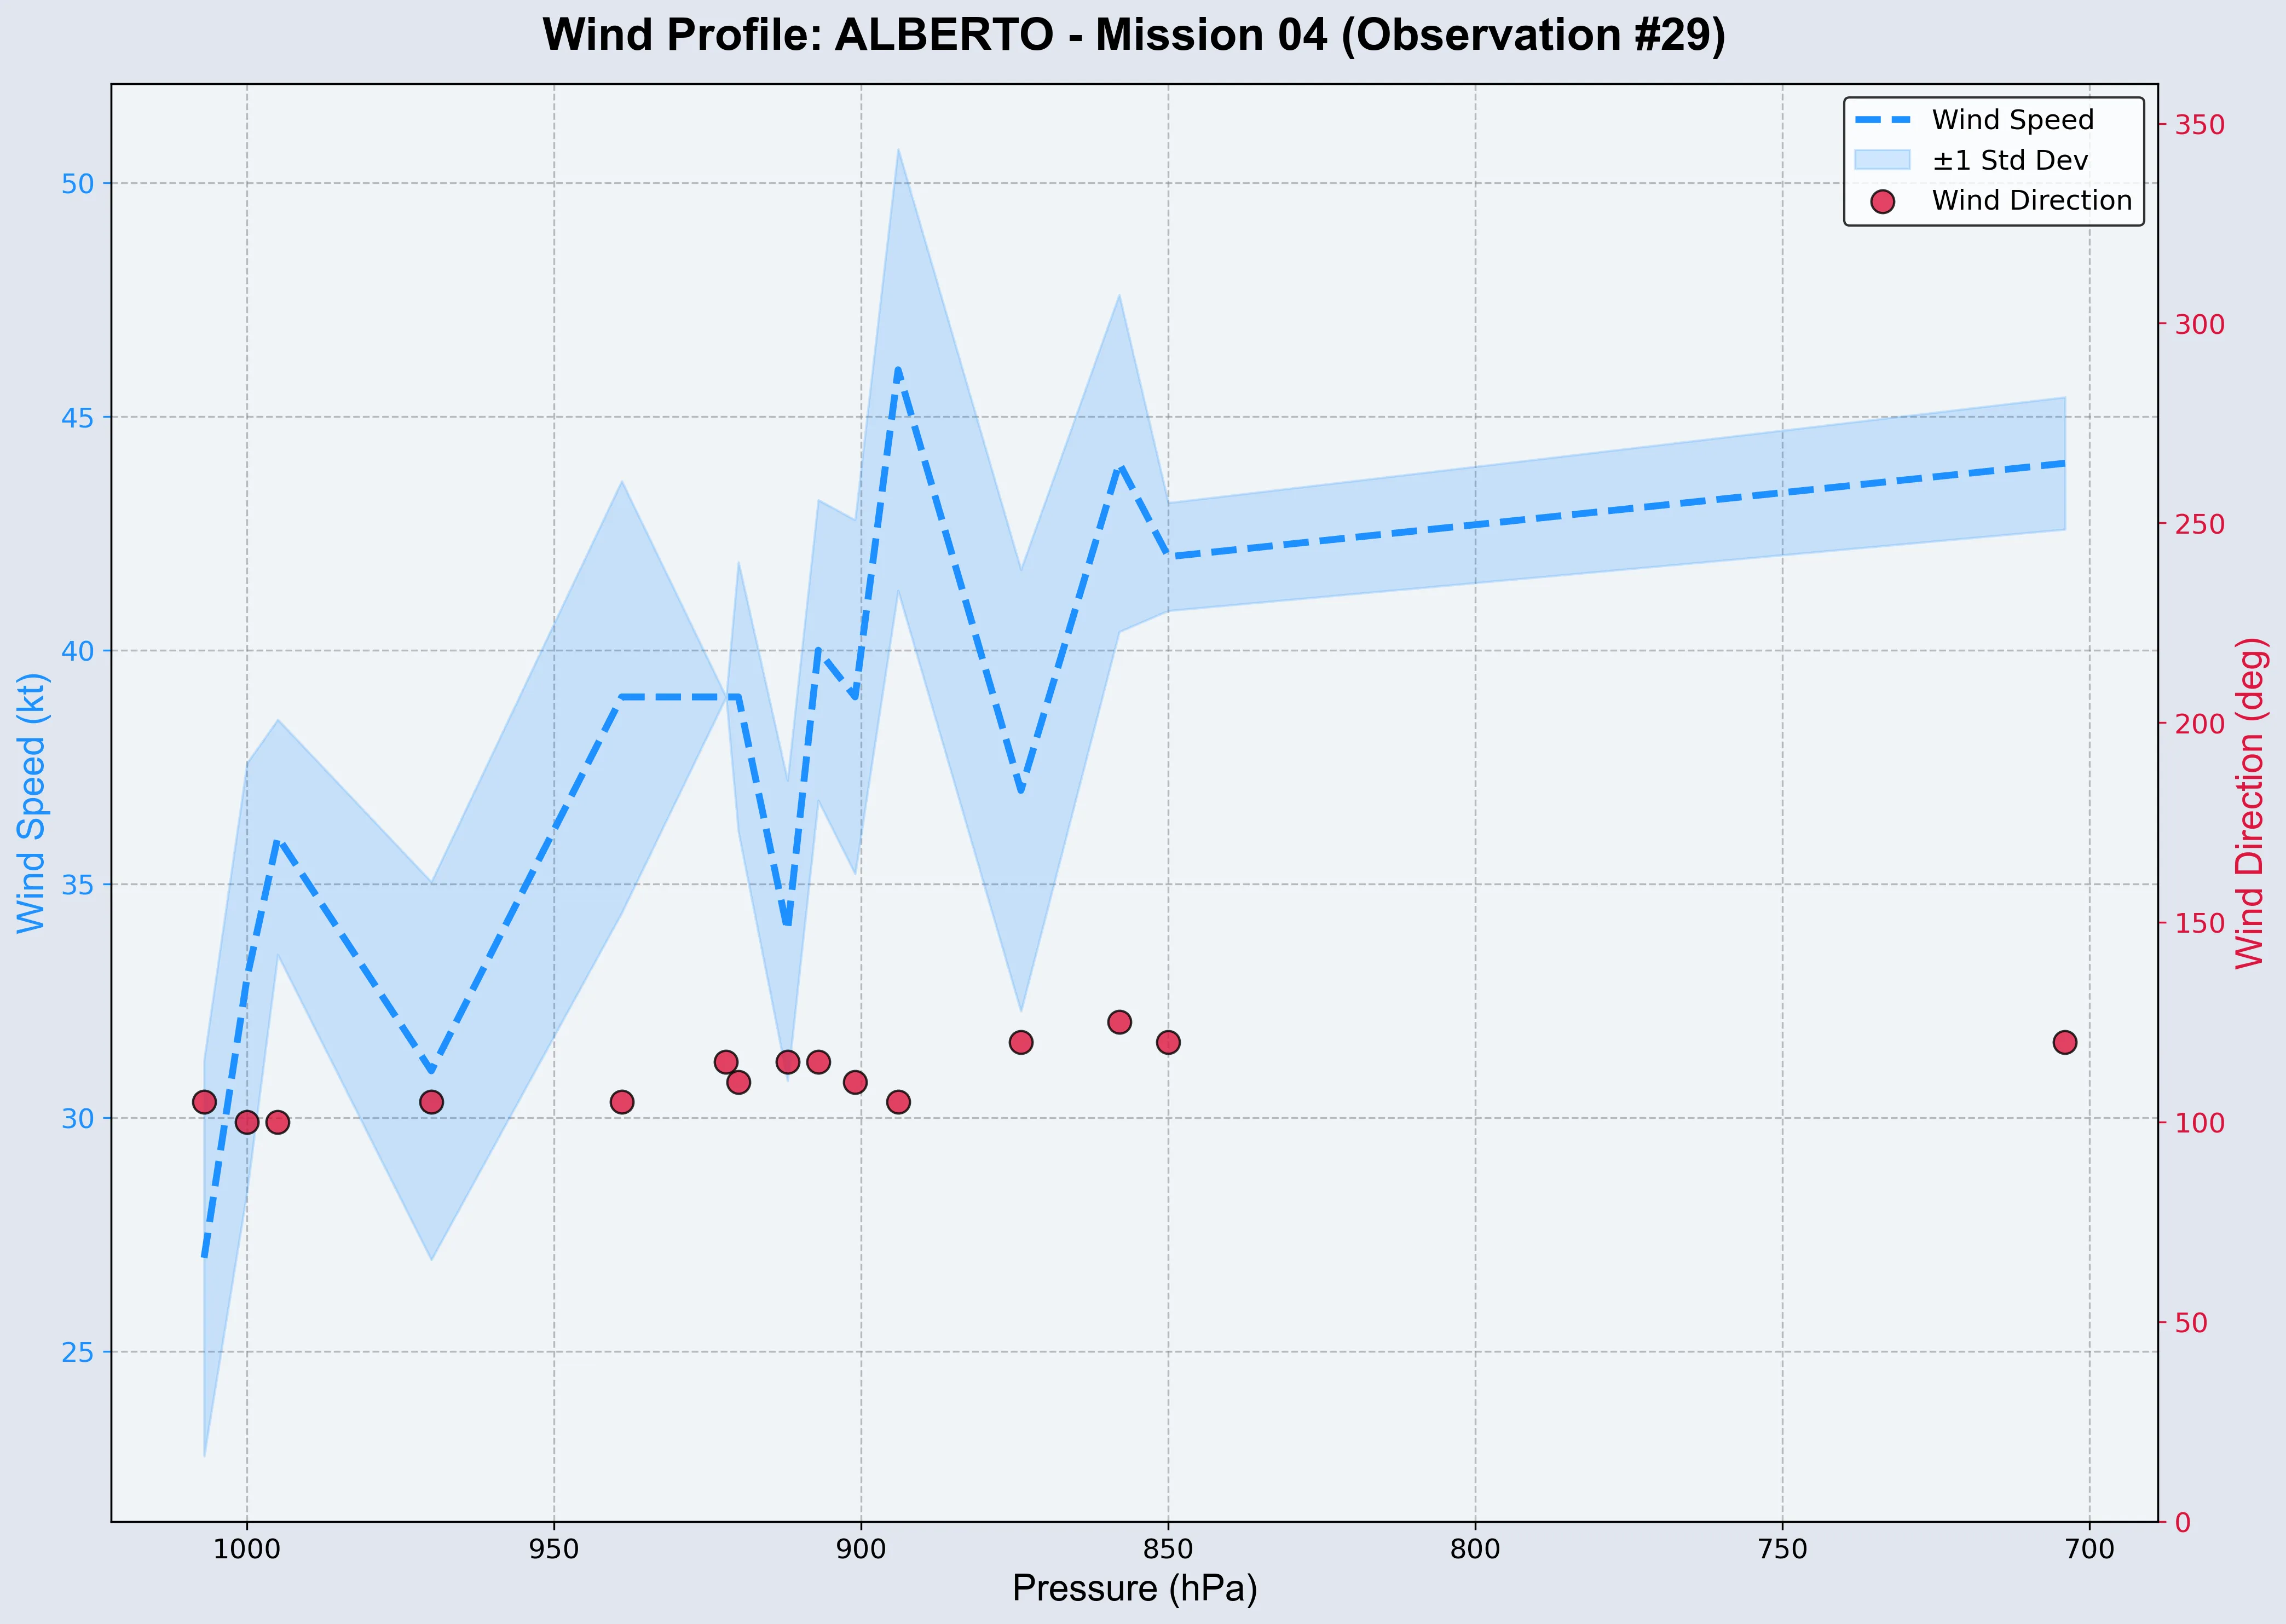 Wind Profile: ALBERTO - Mission 04 (Observation #29)
Wind Speed
±1 Std Dev
Wind Direction
50
45
40
35
30
25
Wind Speed (kt)
350
300
250
200
150
100
50
0
Wind Direction (deg)
1000 950 900 850 800 750 700
Pressure (hPa)